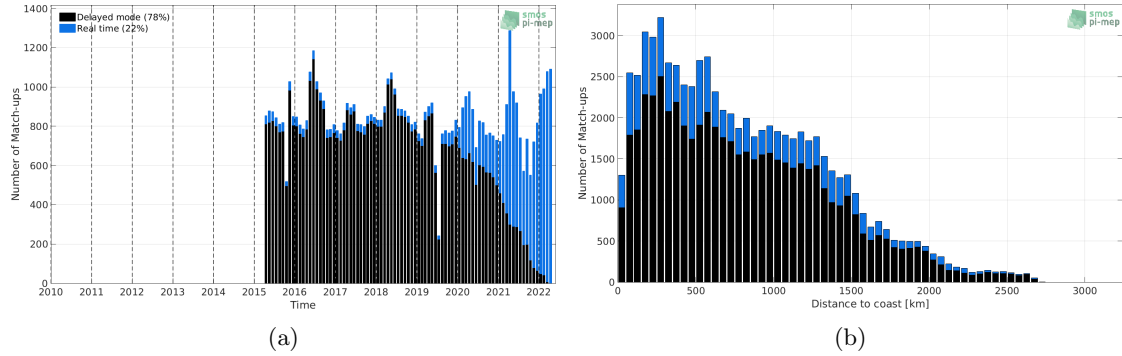 1400
1200
1000
800
600
400
200
0
Number of Match-ups
Delayed mode (78%)
Real time (22%)
smos
pi-mep
2010 2011 2012 2013 2014 2015 2016 2017 2018 2019 2020 2021 2022
Time
(a)
3000
2500
2000
1500
1000
500
0
Number of Match-ups
smos
pi-mep
0 500 1000 1500 2000 2500 3000
Distance to coast [km]
(b)